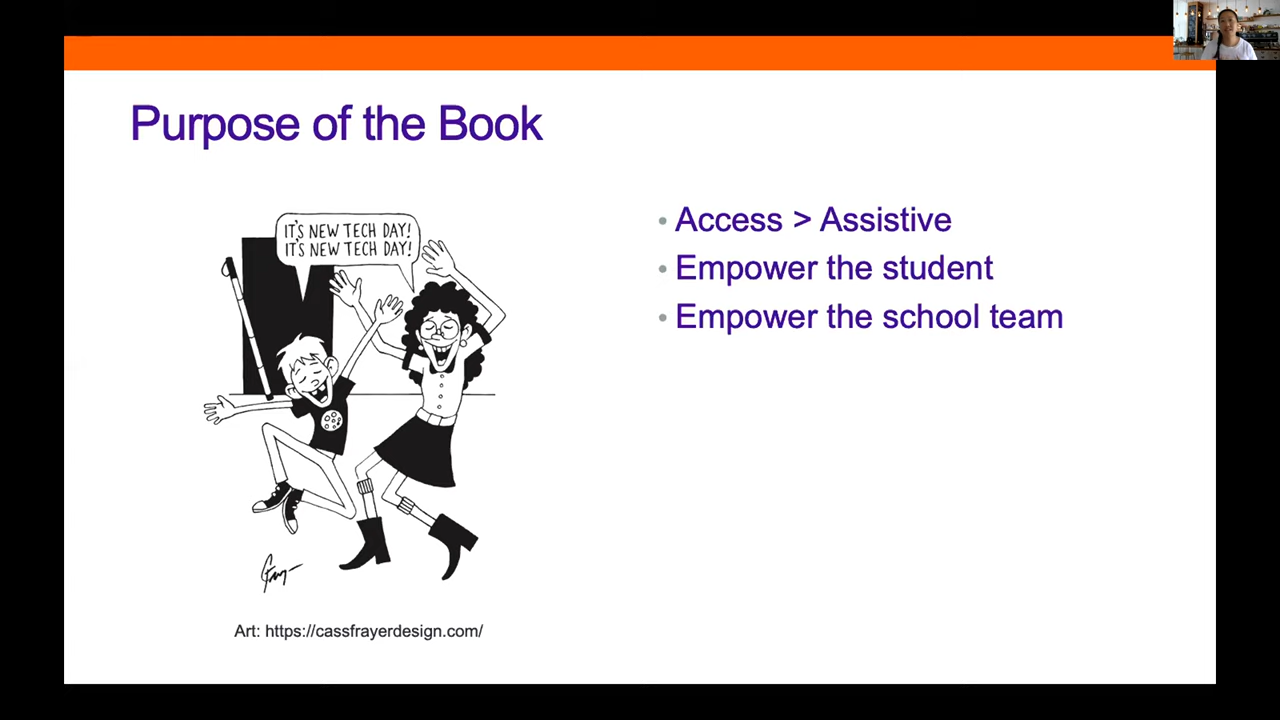 Purpose of the Book
IT'S NEW TECH DAY!
IT'S NEW TECH DAY!
• Access > Assistive
• Empower the student
• Empower the school team
Art: https://cassfrayerdesign.com/